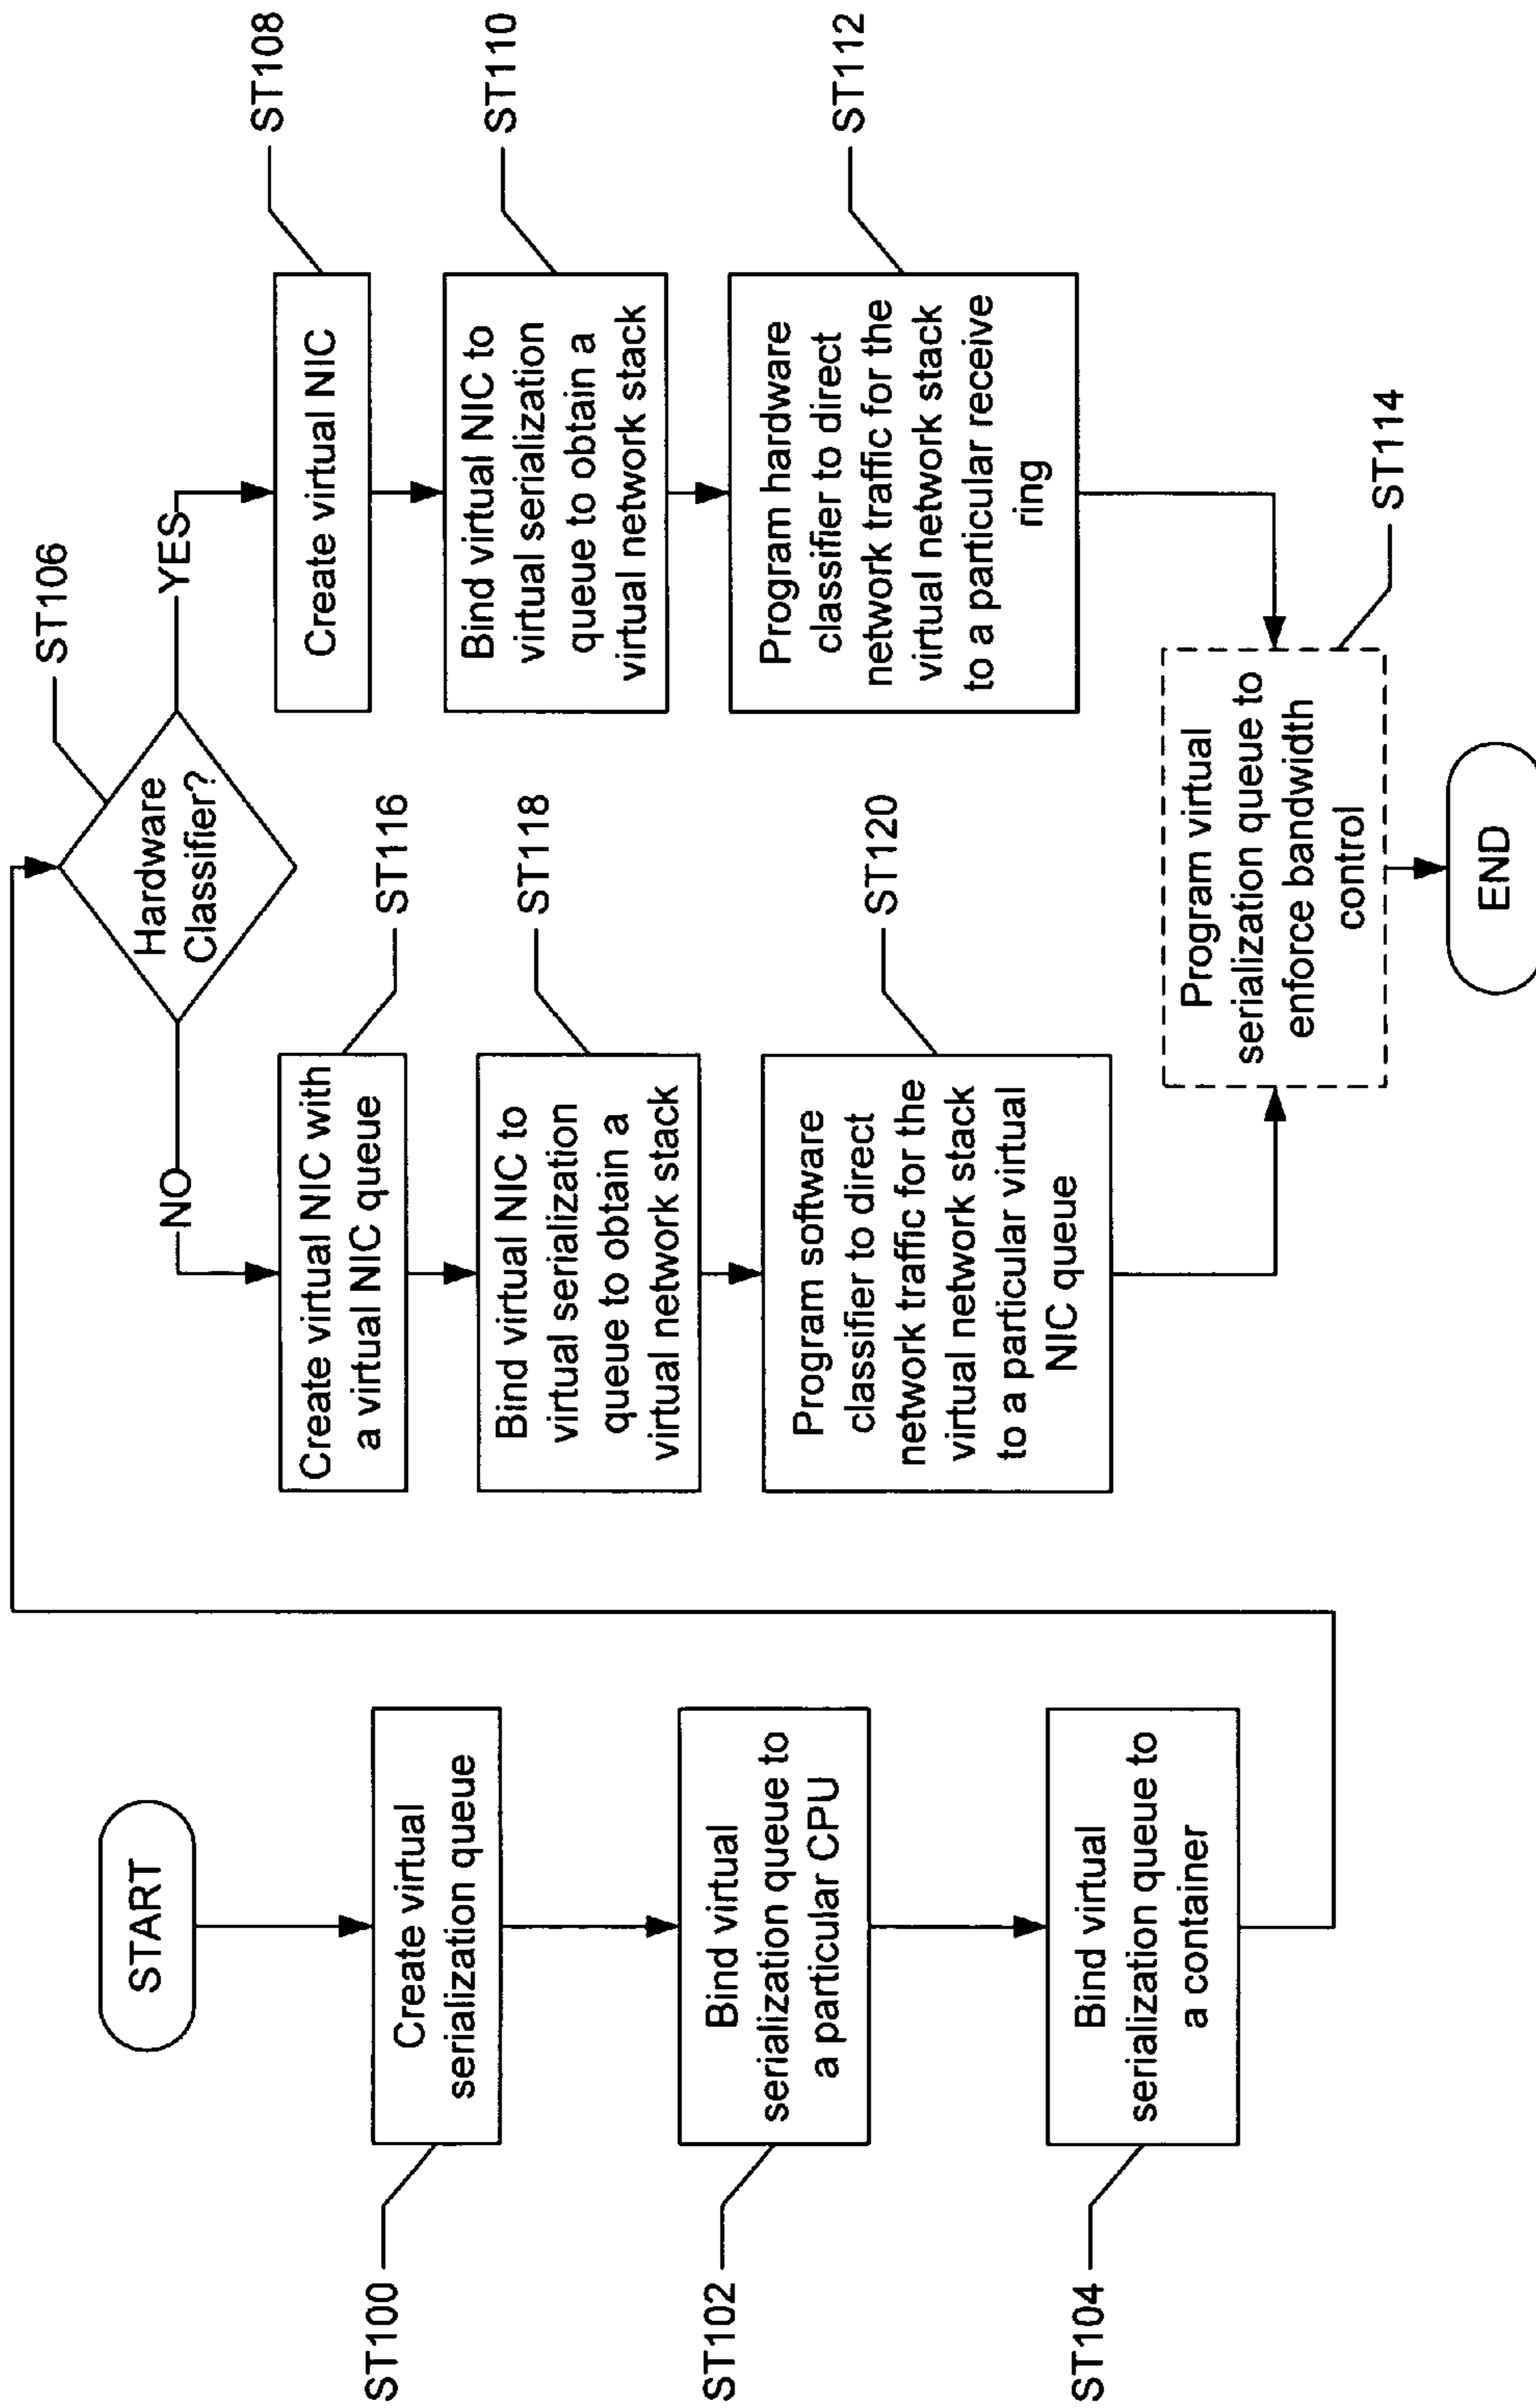 START
ST100
Create virtual
serialization queue
ST102
Bind virtual
serialization queue to
a particular CPU
ST104
Bind virtual
serialization queue to
a container
ST106
Hardware
Classifier?
NO
YES
ST116
Create virtual NIC with
a virtual NIC queue
ST118
Bind virtual NIC to
virtual serialization
queue to obtain a
virtual network stack
ST120
Program software
classifier to direct
network traffic for the
virtual network stack
to a particular virtual
NIC queue
ST108
Create virtual NIC
ST110
Bind virtual NIC to
virtual serialization
queue to obtain a
virtual network stack
ST112
Program hardware
classifier to direct
network traffic for the
virtual network stack
to a particular receive
ring
ST114
Program virtual
serialization queue to
enforce bandwidth
control
END